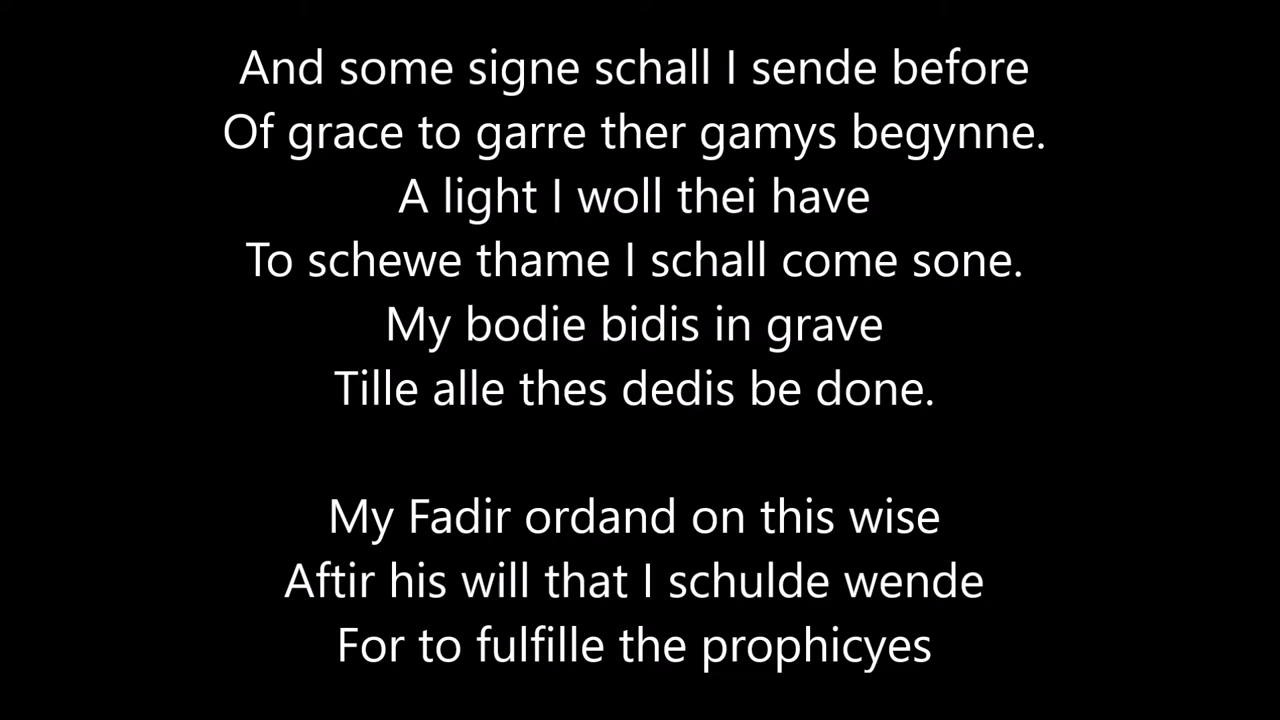 And some signe schall I sende before
Of grace to garre ther gamys begynne.
A light I woll thei have
To schewe thame I schall come sone.
My bodie bidis in grave
Tille alle thes dedis be done.
My Fadir ordand on this wise
Aftir his will that I schulde wende
For to fulfille the prophicyes